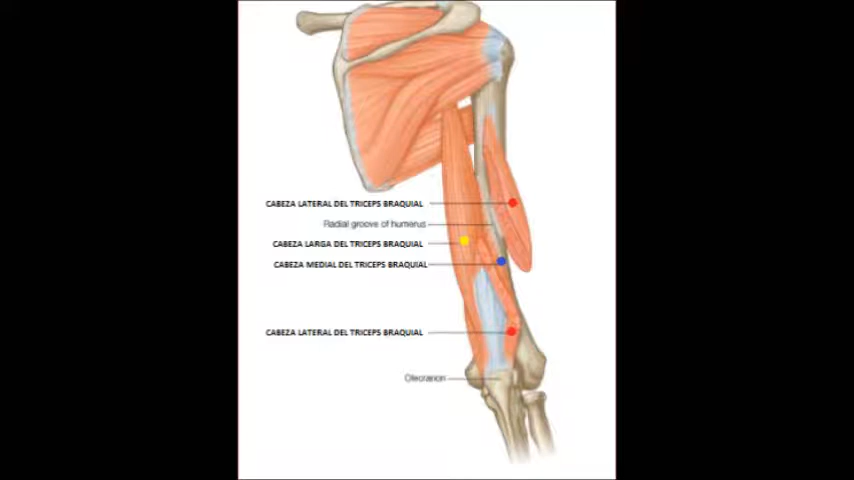 CABEZA LATERAL DEL TRICEPS BRAQUIAL
Radial groove of humerus
CABEZA LARGA DEL TRICEPS BRAQUIAL
CABEZA MEDIAL DEL TRICEPS BRAQUIAL
CABEZA LATERAL DEL TRICEPS BRAQUIAL
Olecranon